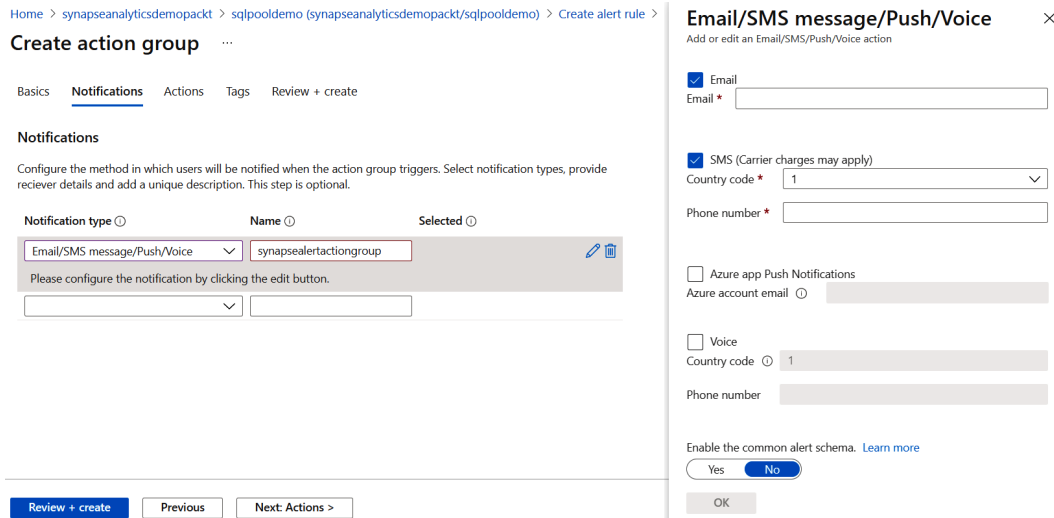 Home > synapseanalyticsdemopackt > sqlpooldemo (synapseanalyticsdemopackt/sqlpooldemo) > Create alert rule >
Create action group ...
Basics Notifications Actions Tags Review + create
Notifications
Configure the method in which users will be notified when the action group triggers. Select notification types, provide
reciever details and add a unique description. This step is optional.
Notification type Name Selected
Email/SMS message/Push/Voice synapsealertactiongroup
Please configure the notification by clicking the edit button.
Review + create Previous Next: Actions >
Email/SMS message/Push/Voice
Add or edit an Email/SMS/Push/Voice action
Email
Email *
SMS (Carrier charges may apply)
Country code * 1
Phone number *
Azure app Push Notifications
Azure account email
Voice
Country code 1
Phone number
Enable the common alert schema. Learn more
Yes No
OK